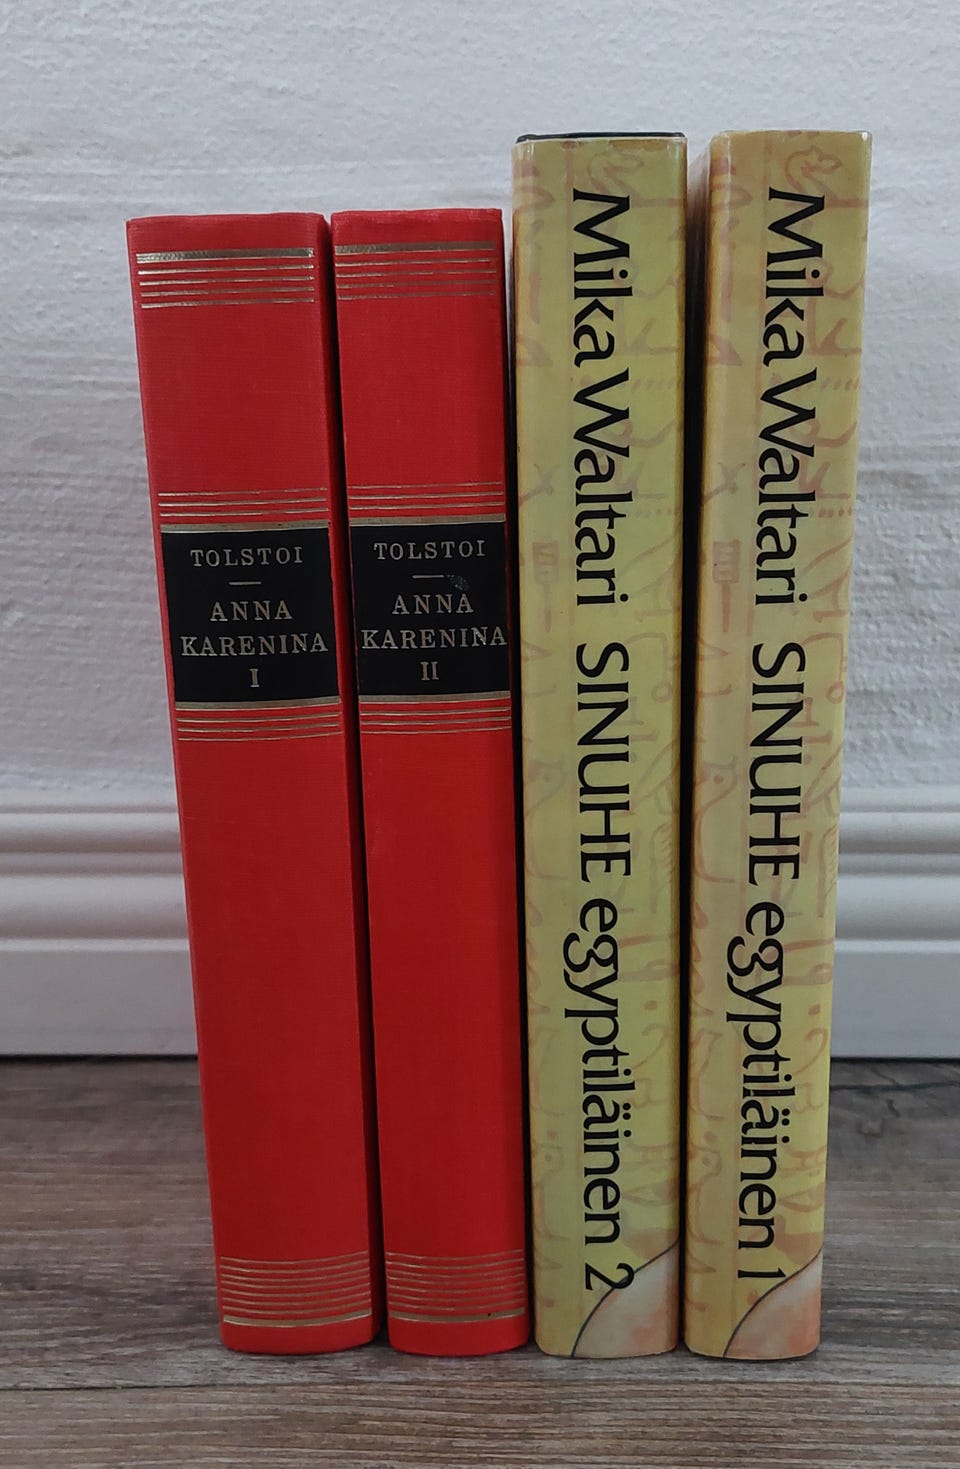 TOLSTOI
ANNA
KARENINA
I
TOLSTOI
ANNA
KARENINA
II
Mika Waltari SINUHE egyptiläinen 2
Mika Waltari SINUHE egyptiläinen 1